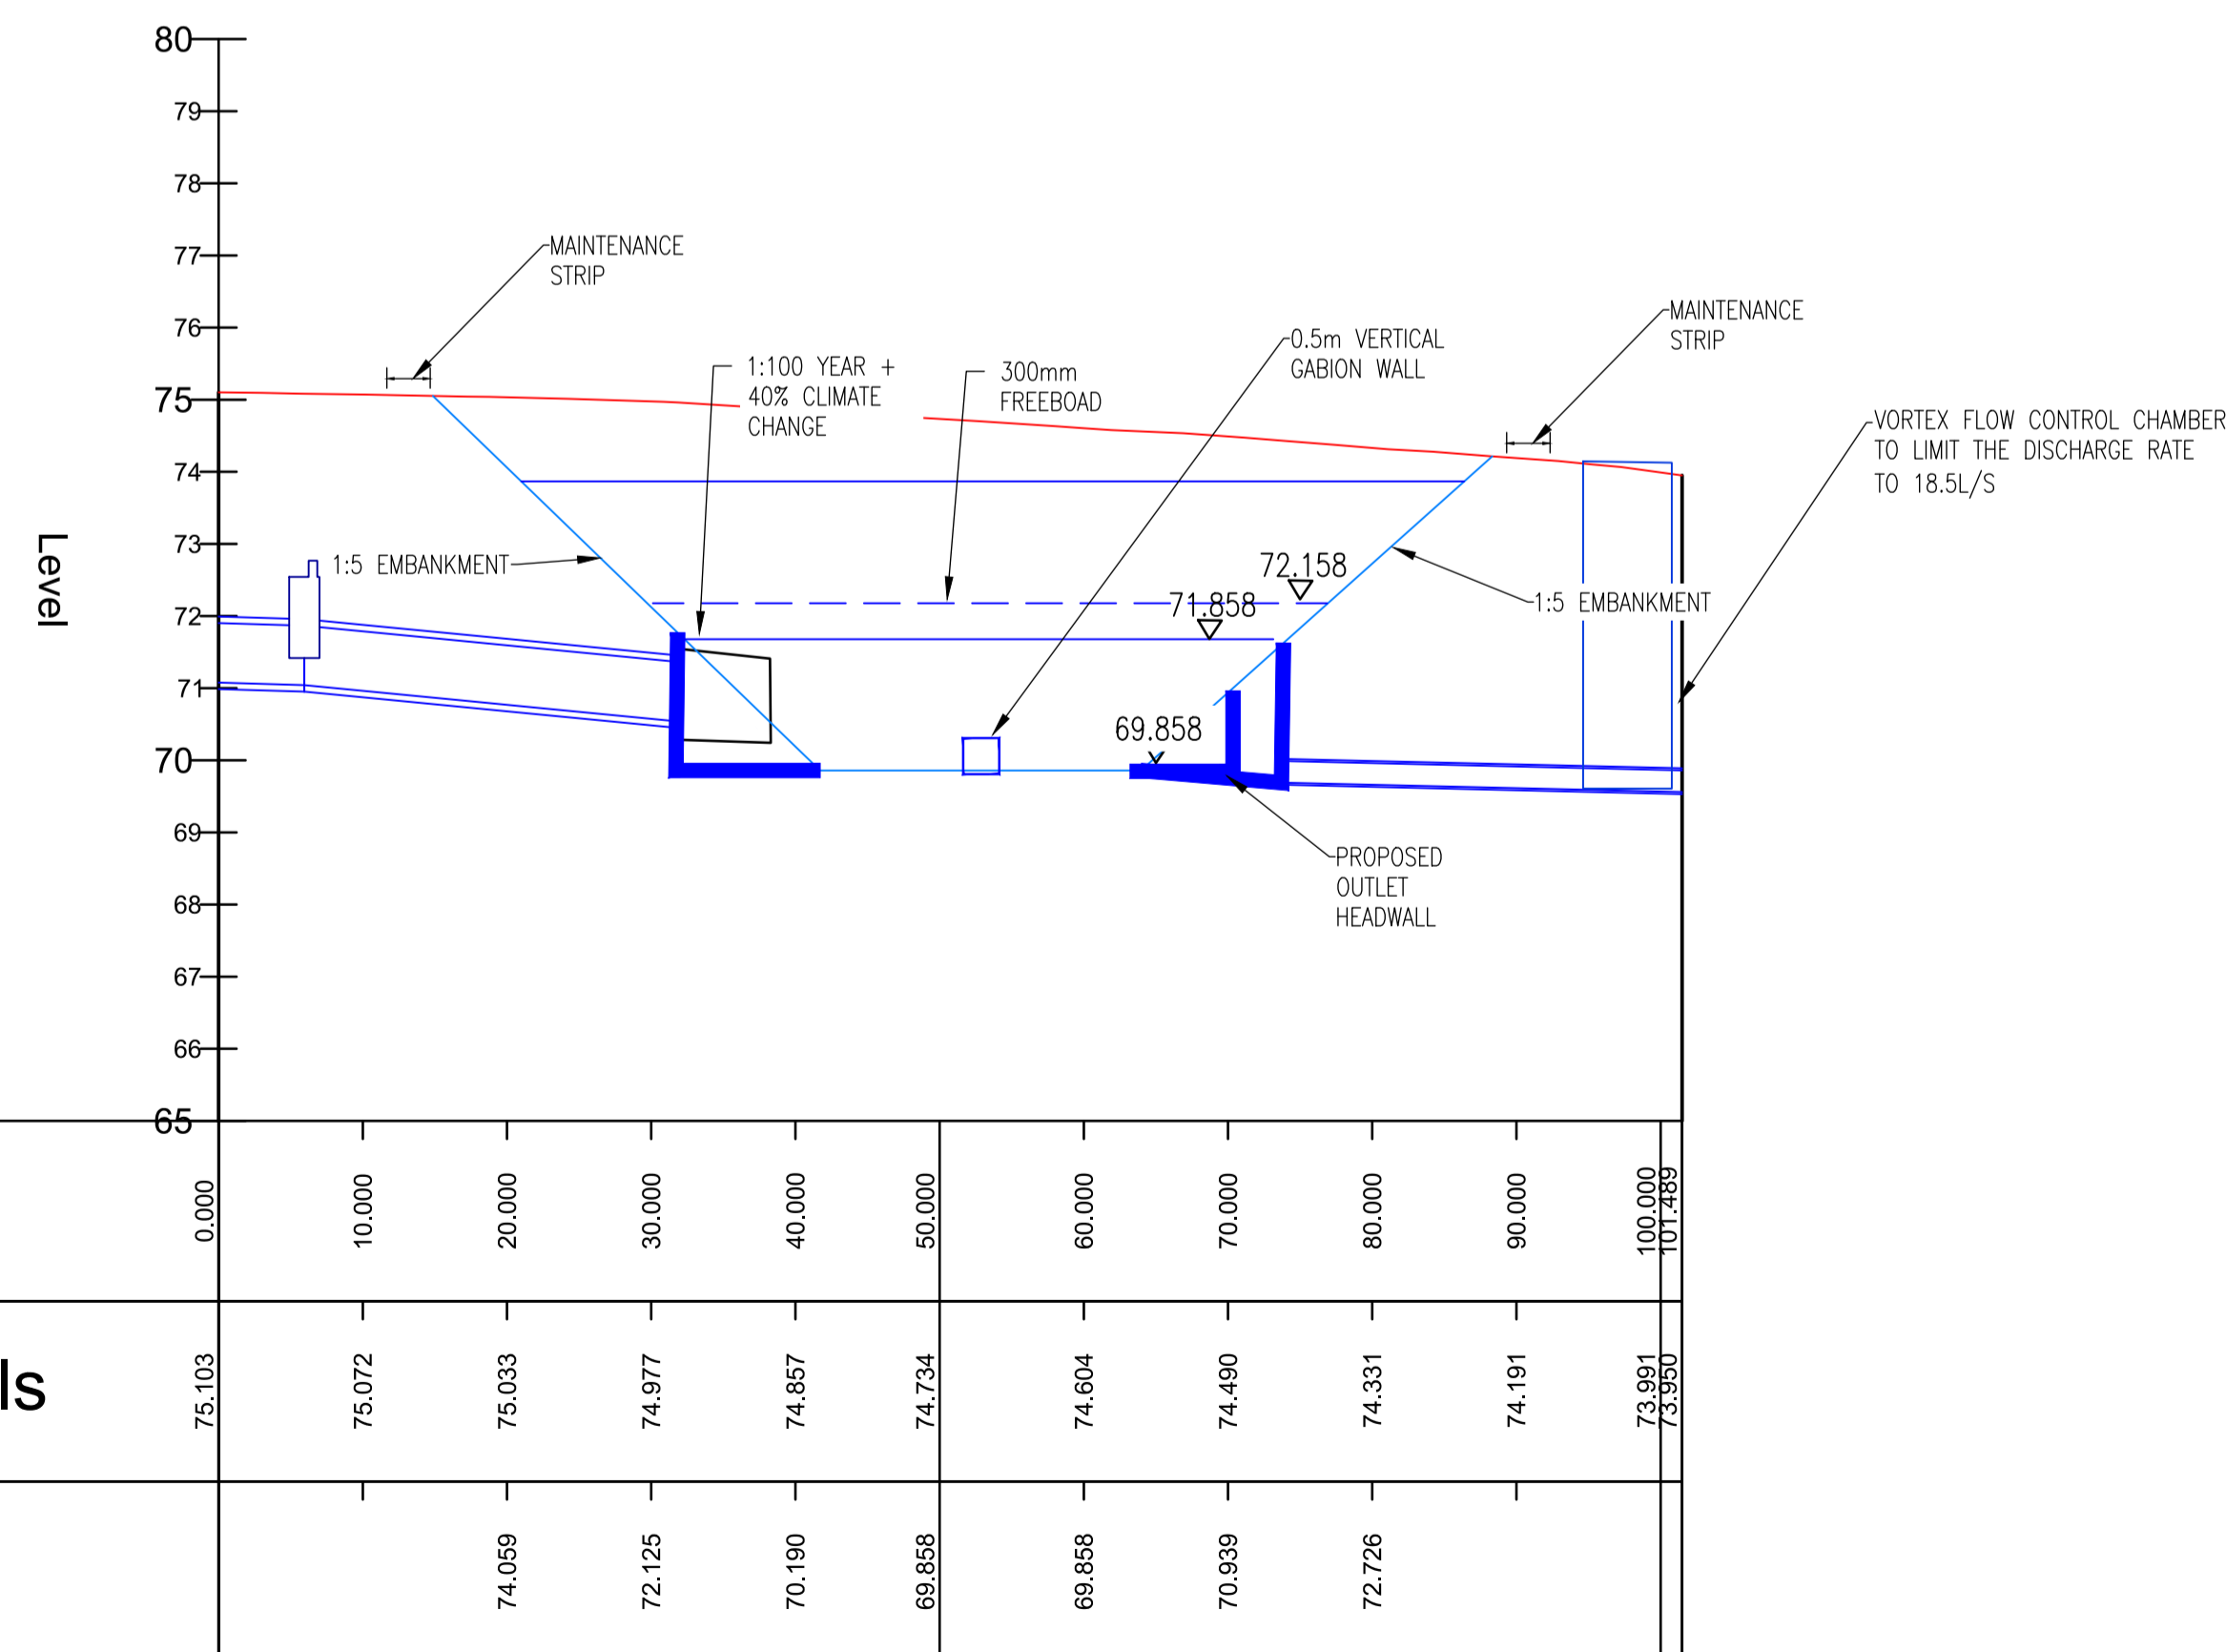 80
79
78
77
76
75
74
73
72
71
70
69
68
67
66
65
Level
MAINTENANCE
STRIP
1:100 YEAR +
40% CLIMATE
CHANGE
300mm
FREEBOAD
0.5m VERTICAL
GABION WALL
MAINTENANCE
STRIP
VORTEX FLOW CONTROL CHAMBER
TO LIMIT THE DISCHARGE RATE
TO 18.5L/S
1:5 EMBANKMENT
72.158
71.858
1:5 EMBANKMENT
69.858
PROPOSED
OUTLET
HEADWALL
0.000 10.000 20.000 30.000 40.000 50.000 60.000 70.000 80.000 90.000 100.000 101.489
ls 75.103 75.072 75.033 74.977 74.857 74.734 74.604 74.490 74.331 74.191 73.991 73.950
74.059 72.125 70.190 69.858 69.858 70.939 72.726